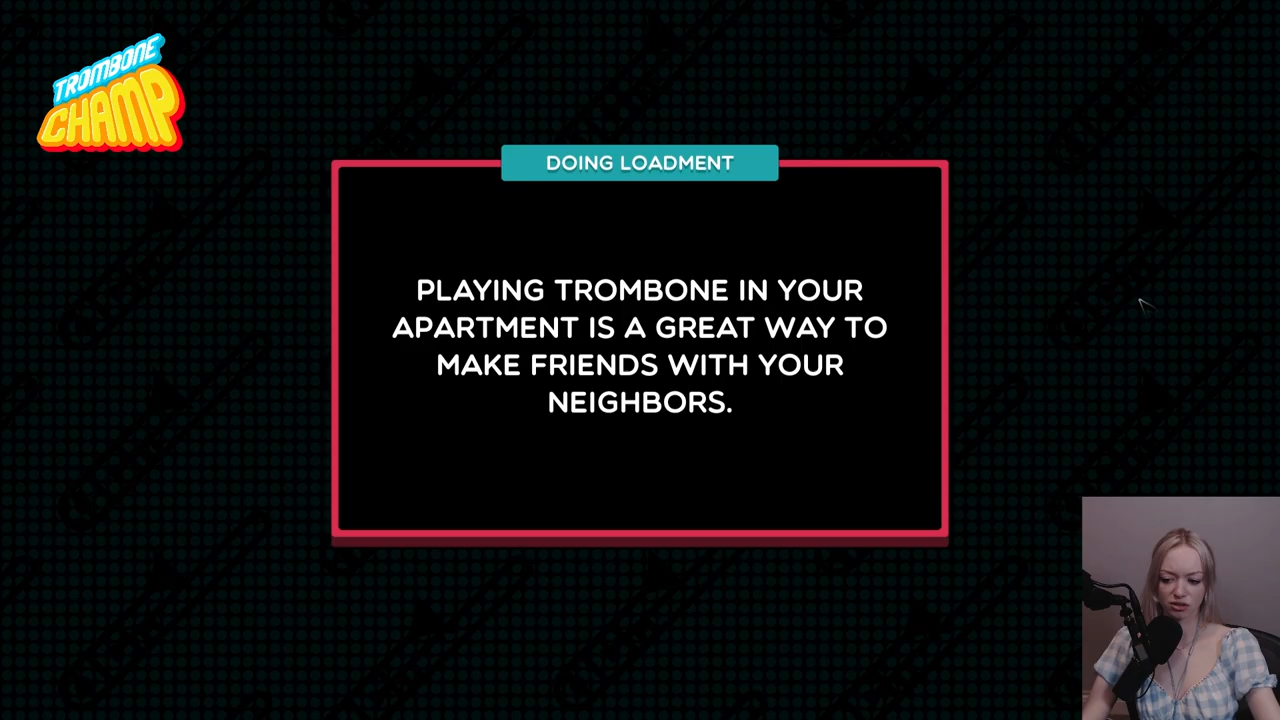 TROMBONE
CHAMP
DOING LOADMENT
PLAYING TROMBONE IN YOUR
APARTMENT IS A GREAT WAY TO
MAKE FRIENDS WITH YOUR
NEIGHBORS.